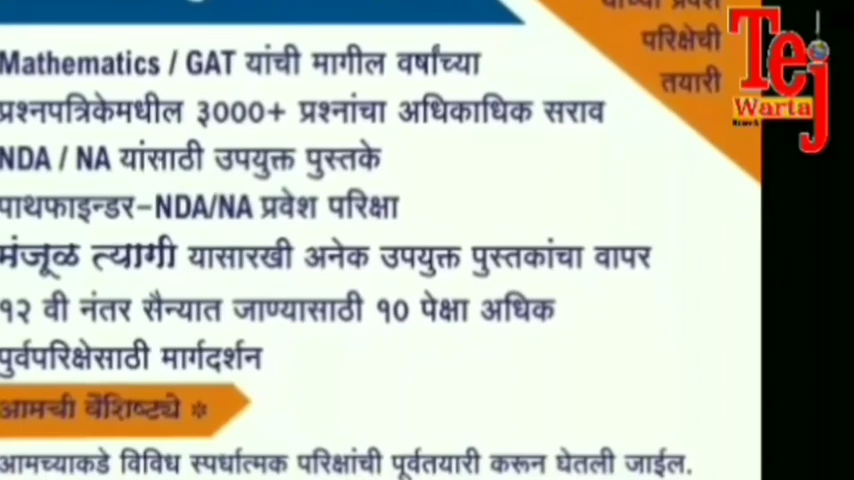 परिक्षेची
तयारी
Tej
Warta
Mathematics / GAT यांची मागील वर्षांच्या
प्रश्नपत्रिकेमधील ३००० + प्रश्नांचा अधिकाधिक सराव
NDA / NA यांसाठी उपयुक्त पुस्तके
पाथफाइन्डर–NDA/NA प्रवेश परिक्षा
मंजूळ त्यागी यासारखी अनेक उपयुक्त पुस्तकांचा वापर
१२ वी नंतर सैन्यात जाण्यासाठी १० पेक्षा अधिक
पुर्वपरिक्षेसाठी मार्गदर्शन
आमची वैशिष्ट्ये *
आमच्याकडे विविध स्पर्धात्मक परिक्षांची पूर्वतयारी करून घेतली जाईल.